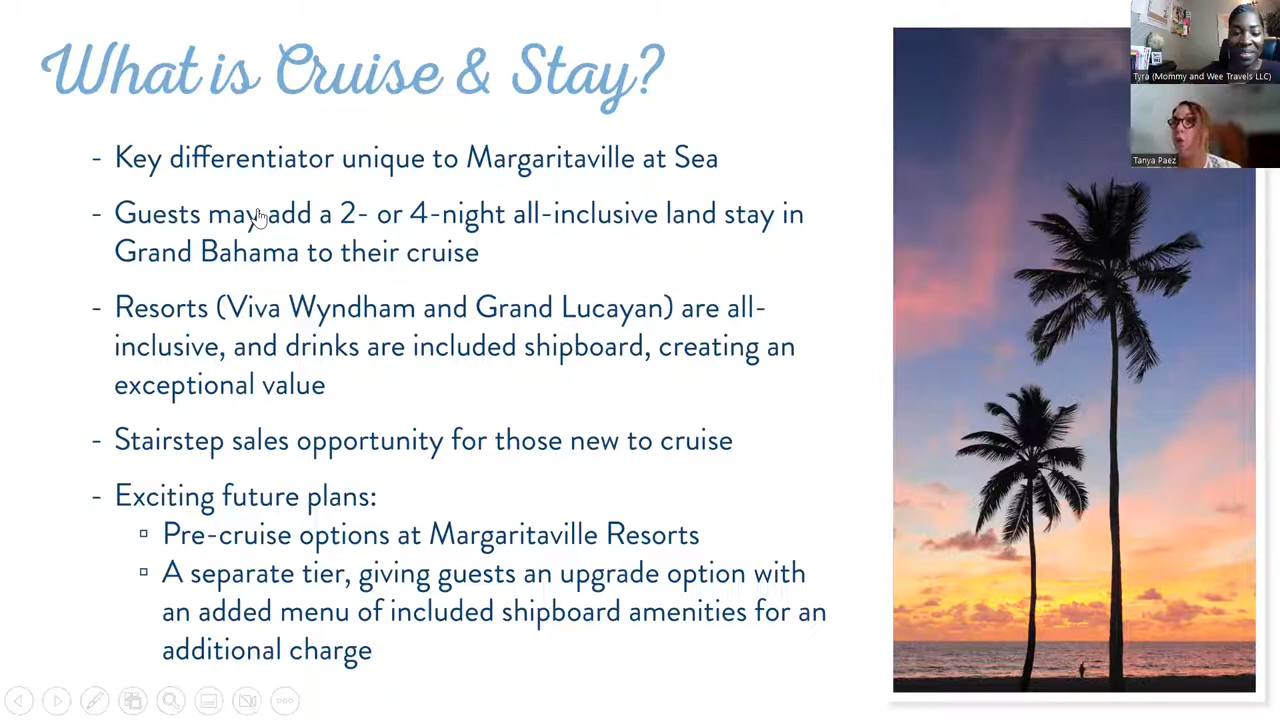 What is Cruise & Stay?
- Key differentiator unique to Margaritaville at Sea
- Guests may add a 2- or 4-night all-inclusive land stay in
Grand Bahama to their cruise
- Resorts (Viva Wyndham and Grand Lucayan) are all-
inclusive, and drinks are included shipboard, creating an
exceptional value
- Stairstep sales opportunity for those new to cruise
- Exciting future plans:
▫ Pre-cruise options at Margaritaville Resorts
▫ A separate tier, giving guests an upgrade option with
an added menu of included shipboard amenities for an
additional charge
Tyra (Mommy and Wee Travels LLC)
Tanya Paez